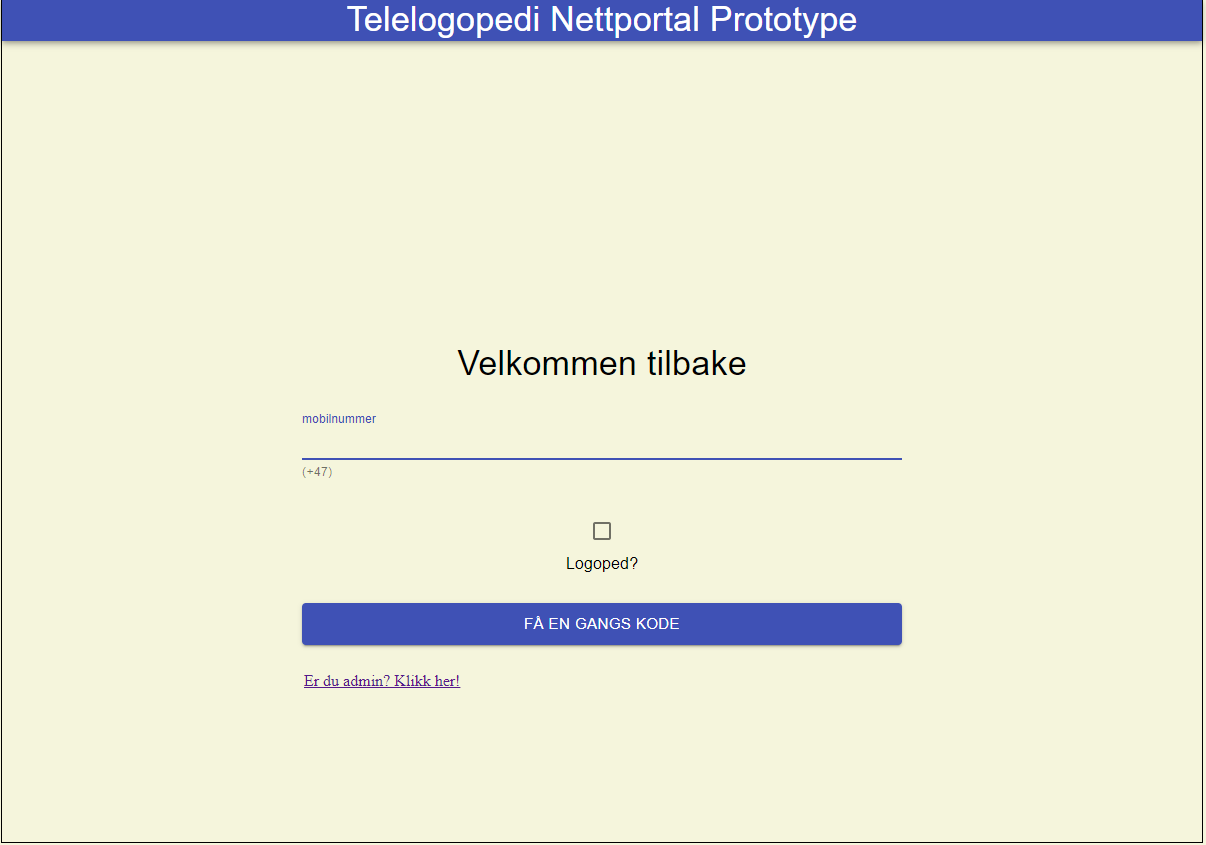 Telelogopedi Nettportal Prototype
Velkommen tilbake
mobilnummer
(+47)
Logoped?
FÅ EN GANGS KODE
Er du admin? Klikk her!